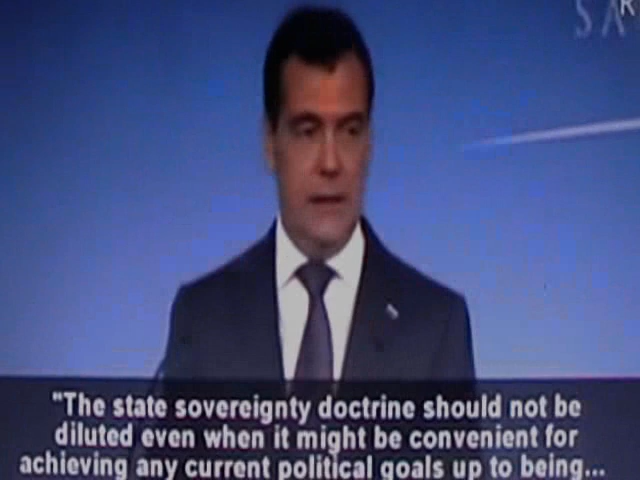 SA
R
"The state sovereignty doctrine should not be
diluted even when it might be convenient for
achieving any current political goals up to being...